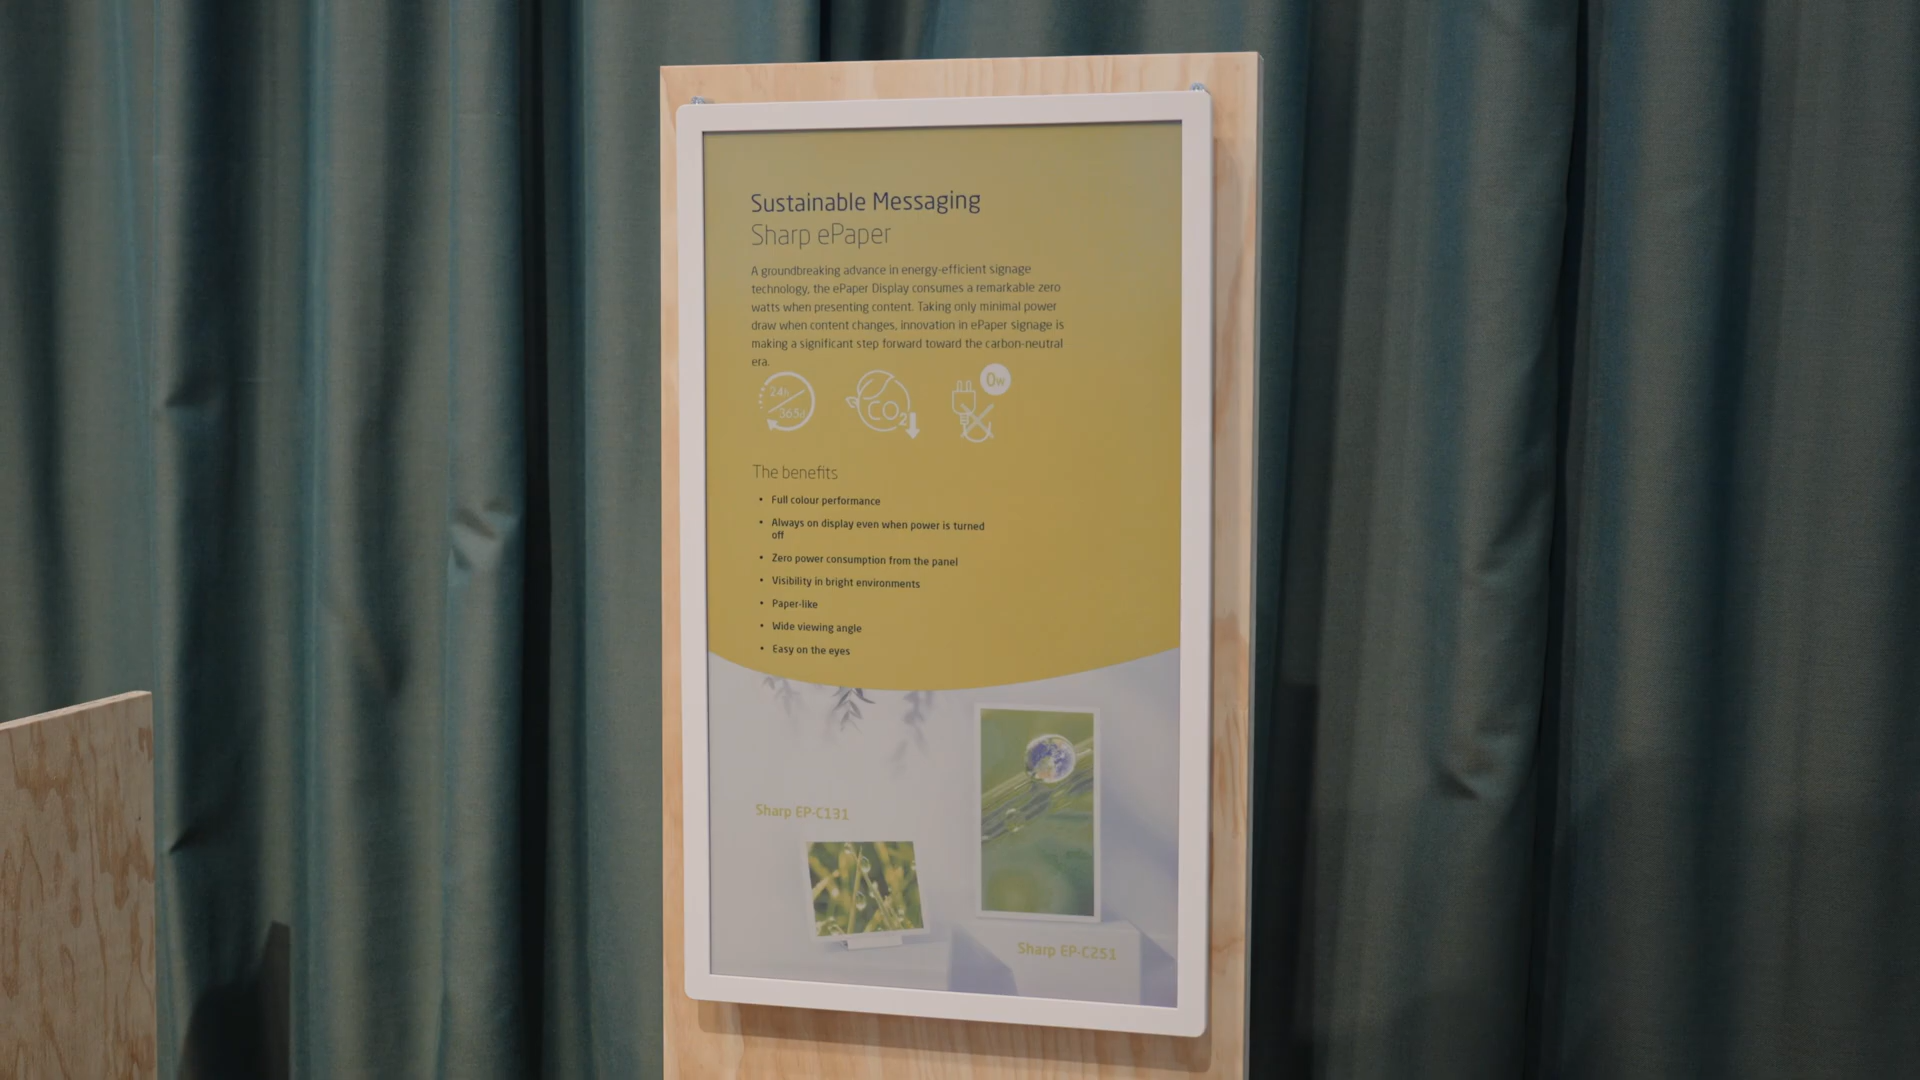 Sustainable Messaging
Sharp ePaper
A groundbreaking advance in energy-efficient signage
technology, the ePaper Display consumes a remarkable zero
watts when presenting content. Taking only minimal power
draw when content changes, innovation in ePaper signage is
making a significant step forward toward the carbon-neutral
era.
24h
365d
CO2
0w
The benefits
• Full colour performance
• Always on display even when power is turned
off
• Zero power consumption from the panel
• Visibility in bright environments
• Paper-like
• Wide viewing angle
• Easy on the eyes
Sharp EP-C131
Sharp EP-C251